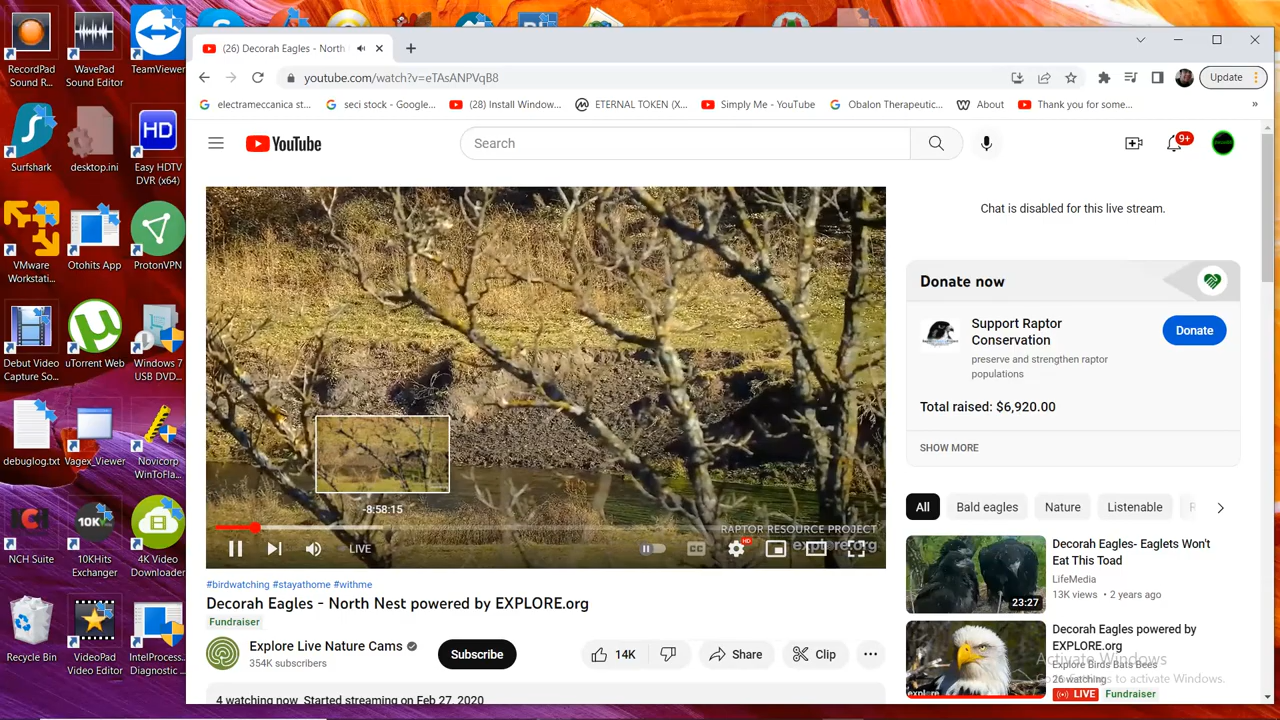 RecordPad
Sound R...
WavePad
Sound Editor
TeamViewer
Surfshark
desktop.ini
Easy HDTV
DVR (x64)
VMware
Workstati...
Otohits App
ProtonVPN
Debut Video
Capture So...
uTorrent Web
Windows 7
USB DVD...
debuglog.txt
Vagex_Viewer
Novicorp
WinToFla...
NCH Suite
10KHits
Exchanger
4K Video
Downloader
Recycle Bin
VideoPad
Video Editor
IntelProcess...
Diagnostic ...
(26) Decorah Eagles - North
youtube.com/watch?v=eTAsANPVqB8
Update
electrameccanica st...
seci stock - Google...
(28) Install Window...
ETERNAL TOKEN (X...
Simply Me - YouTube
Obalon Therapeutic...
About
Thank you for some...
YouTube
Search
9+
Chat is disabled for this live stream.
Donate now
Support Raptor
Conservation
preserve and strengthen raptor
populations
Donate
Total raised: $6,920.00
SHOW MORE
-8:58:15
RAPTOR RESOURCE PROJECT
explore.org
LIVE
CC
HD
#birdwatching #stayathome #withme
Decorah Eagles - North Nest powered by EXPLORE.org
Fundraiser
Explore Live Nature Cams
354K subscribers
Subscribe
14K
Share
Clip
4 watching now Started streaming on Feb 27, 2020
All
Bald eagles
Nature
Listenable
Decorah Eagles- Eaglets Won't
Eat This Toad
LifeMedia
13K views • 2 years ago
23:27
Decorah Eagles powered by
EXPLORE.org
Explore Birds Bats Bees
26 watching
LIVE
Fundraiser
explore
Activate Windows
to activate Windows.